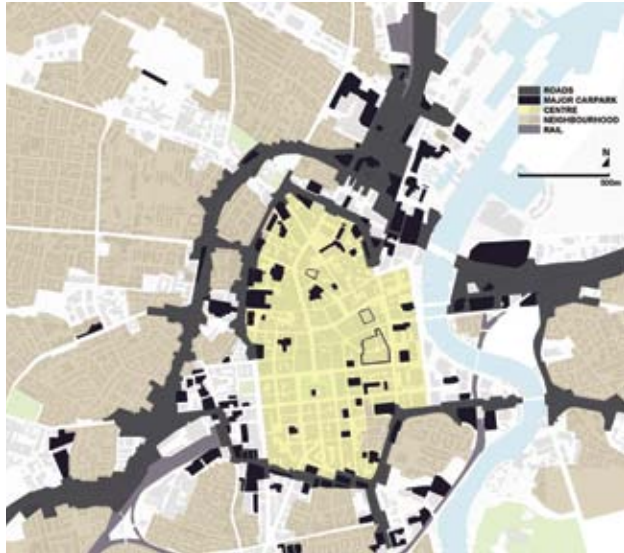 ROADS
MAJOR CARPARK
CENTRE
NEIGHBOURHOOD
RAIL
N
500m